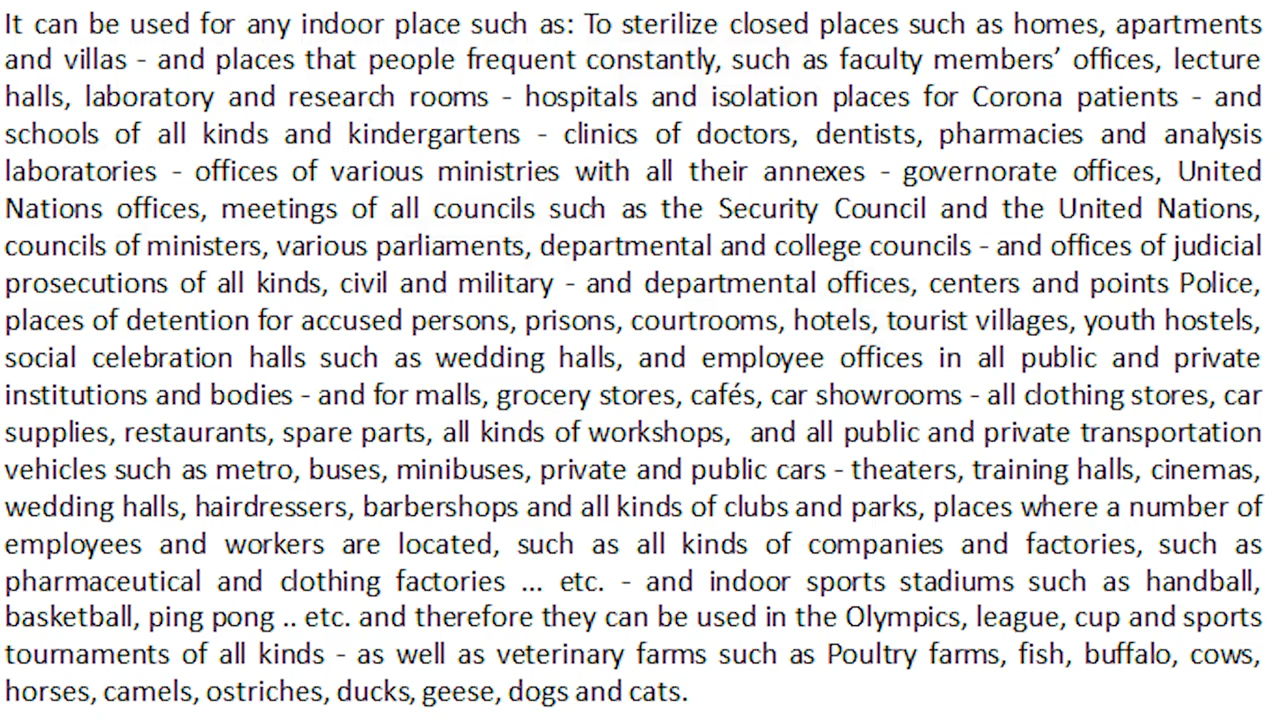 It can be used for any indoor place such as: To sterilize closed places such as homes, apartments
and villas - and places that people frequent constantly, such as faculty members’ offices, lecture
halls, laboratory and research rooms - hospitals and isolation places for Corona patients - and
schools of all kinds and kindergartens - clinics of doctors, dentists, pharmacies and analysis
laboratories - offices of various ministries with all their annexes - governorate offices, United
Nations offices, meetings of all councils such as the Security Council and the United Nations,
councils of ministers, various parliaments, departmental and college councils - and offices of judicial
prosecutions of all kinds, civil and military - and departmental offices, centers and points Police,
places of detention for accused persons, prisons, courtrooms, hotels, tourist villages, youth hostels,
social celebration halls such as wedding halls, and employee offices in all public and private
institutions and bodies - and for malls, grocery stores, cafés, car showrooms - all clothing stores, car
supplies, restaurants, spare parts, all kinds of workshops, and all public and private transportation
vehicles such as metro, buses, minibuses, private and public cars - theaters, training halls, cinemas,
wedding halls, hairdressers, barbershops and all kinds of clubs and parks, places where a number of
employees and workers are located, such as all kinds of companies and factories, such as
pharmaceutical and clothing factories ... etc. - and indoor sports stadiums such as handball,
basketball, ping pong .. etc. and therefore they can be used in the Olympics, league, cup and sports
tournaments of all kinds - as well as veterinary farms such as Poultry farms, fish, buffalo, cows,
horses, camels, ostriches, ducks, geese, dogs and cats.